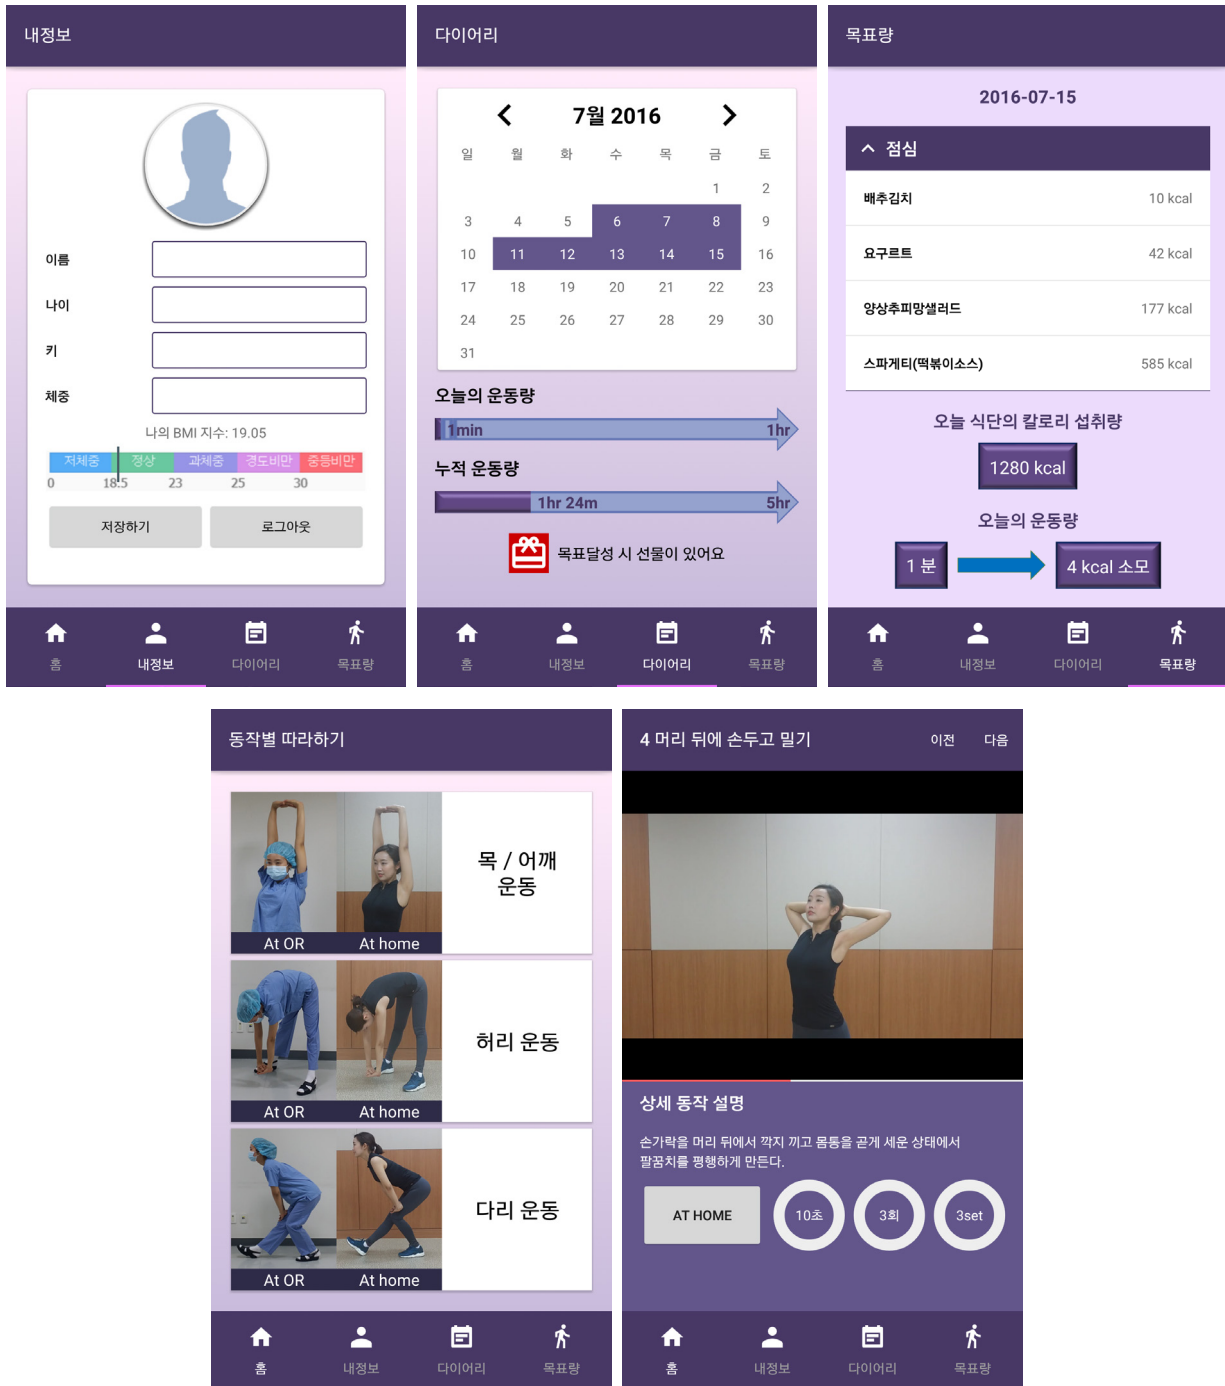 내정보
이름
나이
키
체중
나의 BMI 지수: 19.05
저체중 정상 과체중 경도비만 중등비만
0 18.5 23 25 30
저장하기 로그아웃
홈 내정보 다이어리 목표량
다이어리
7월 2016
일 월 화 수 목 금 토
1 2
3 4 5 6 7 8 9
10 11 12 13 14 15 16
17 18 19 20 21 22 23
24 25 26 27 28 29 30
31
오늘의 운동량
1min 1hr
누적 운동량
1hr 24m 5hr
목표달성 시 선물이 있어요
홈 내정보 다이어리 목표량
목표량
2016-07-15
점심
배추김치 10 kcal
요구르트 42 kcal
양상추피망샐러드 177 kcal
스파게티(떡볶이소스) 585 kcal
오늘 식단의 칼로리 섭취량
1280 kcal
오늘의 운동량
1 분 4 kcal 소모
홈 내정보 다이어리 목표량
동작별 따라하기
목 / 어깨
운동
At OR At home
허리 운동
At OR At home
다리 운동
At OR At home
홈 내정보 다이어리 목표량
4 머리 뒤에 손두고 밀기 이전 다음
상세 동작 설명
손가락을 머리 뒤에서 깍지 끼고 몸통을 곧게 세운 상태에서
팔꿈치를 평행하게 만든다.
AT HOME 10초 3회 3set
홈 내정보 다이어리 목표량